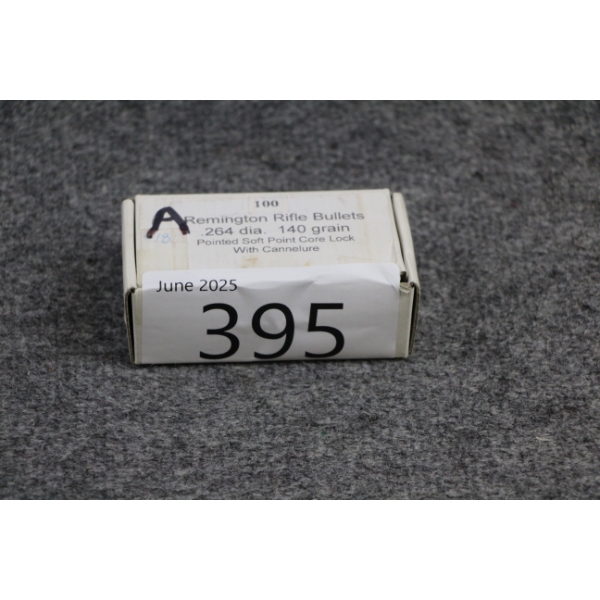 100
A
Remington Rifle Bullets
.264 dia. 140 grain
Pointed Soft Point Core Lock
With Cannelure
June 2025
395